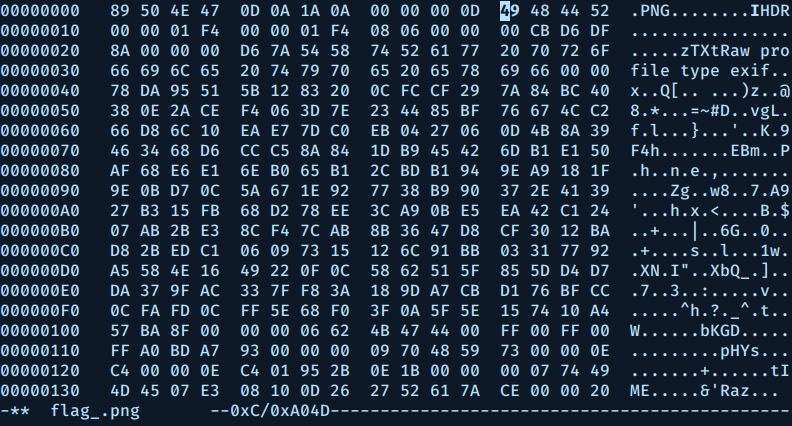 00000000 89 50 4E 47 0D 0A 1A 0A 00 00 00 0D 49 48 44 52 .PNG........IHDR
00000010 00 00 01 F4 00 00 01 F4 08 06 00 00 00 CB D6 DF ................
00000020 8A 00 00 00 D6 7A 54 58 74 52 61 77 20 70 72 6F .....zTXtRaw pro
00000030 66 69 6C 65 20 74 79 70 65 20 65 78 69 66 00 00 file type exif..
00000040 78 DA 95 51 5B 12 83 20 0C FC CF 29 7A 84 BC 40 x..Q[.. ...)z..@
00000050 38 0E 2A CE F4 06 3D 7E 23 44 85 BF 76 67 4C C2 8.*...=~#D..vgL.
00000060 66 D8 6C 10 EA E7 7D C0 EB 04 27 06 0D 4B 8A 39 f.l...}...'..K.9
00000070 46 34 68 D6 CC C5 8A 84 1D B9 45 42 6D B1 E1 50 F4h.......EBm..P
00000080 AF 68 E6 E1 6E B0 65 B1 2C BD B1 94 9E A9 18 1F .h..n.e.,.......
00000090 9E 0B D7 0C 5A 67 1E 92 77 38 B9 90 37 2E 41 39 ....Zg..w8..7.A9
000000A0 27 B3 15 FB 68 D2 78 EE 3C A9 0B E5 EA 42 C1 24 '...h.x.<....B.$
000000B0 07 AB 2B E3 8C F4 7C AB 8B 36 47 D8 CF 30 12 BA ..+...|..6G..0..
000000C0 D8 2B ED C1 06 09 73 15 12 6C 91 BB 03 31 77 92 .+....s..l...1w.
000000D0 A5 58 4E 16 49 22 0F 0C 58 62 51 5F 85 5D D4 D7 .XN.I"..XbQ_.]..
000000E0 DA 37 9F AC 33 7F F8 3A 18 9D A7 CB D1 76 BF CC .7..3..:.....v..
000000F0 0C FA FD 0C FF 5E 68 F0 3F 0A 5F 5E 15 74 10 A4 .....^h.?._^.t..
00000100 57 BA 8F 00 00 00 06 62 4B 47 44 00 FF 00 FF 00 W......bKGD.....
00000110 FF A0 BD A7 93 00 00 00 09 70 48 59 73 00 00 0E .........pHYs...
00000120 C4 00 00 0E C4 01 95 2B 0E 1B 00 00 00 07 74 49 .......+......tI
00000130 4D 45 07 E3 08 10 0D 26 27 52 61 7A CE 00 00 20 ME.....&'Raz...
-** flag_.png --0xC/0xA04D--------------------------------------------------